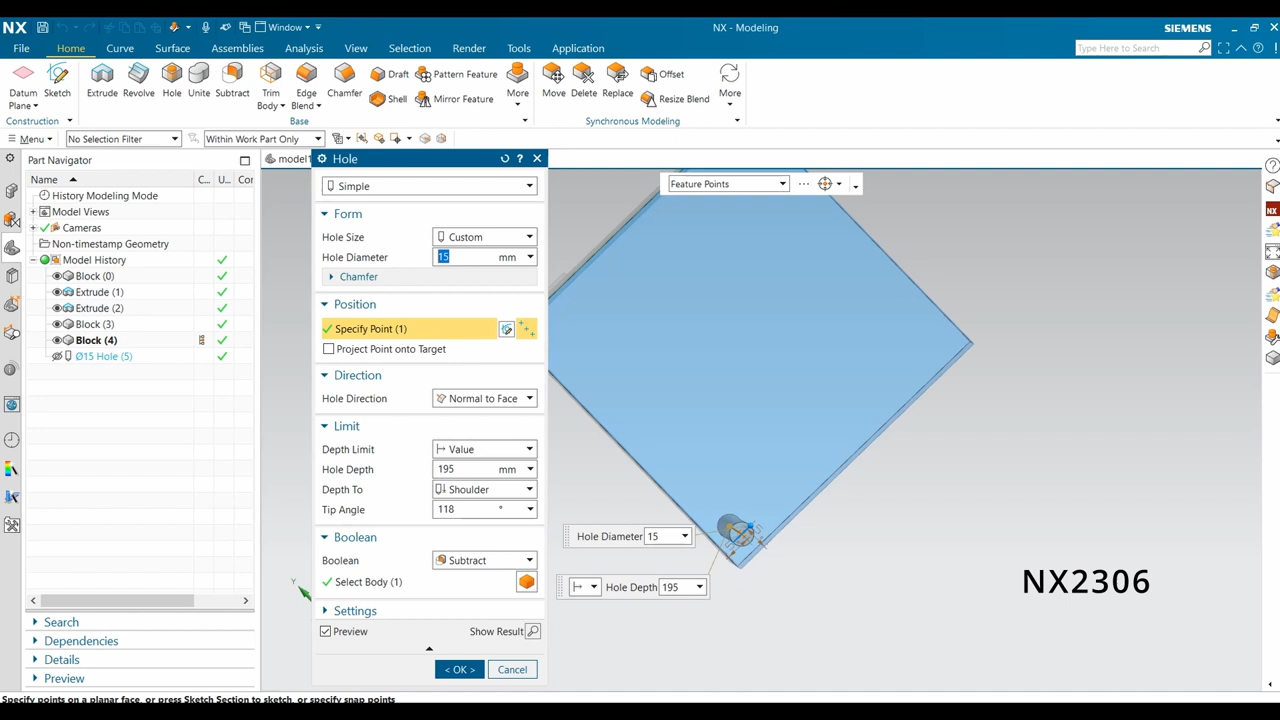 NX
Window
NX - Modeling
SIEMENS
File Home Curve Surface Assemblies Analysis View Selection Render Tools Application
Type Here to Search
Datum Plane
Sketch
Extrude
Revolve
Hole
Unite
Subtract
Trim Body
Edge Blend
Chamfer
Draft
Shell
Pattern Feature
Mirror Feature
More
Move
Delete
Replace
Offset
Resize Blend
More
Construction
Base
Synchronous Modeling
Menu
No Selection Filter
Within Work Part Only
Part Navigator
Name C... U... Cor
History Modeling Mode
Model Views
Cameras
Non-timestamp Geometry
Model History
Block (0)
Extrude (1)
Extrude (2)
Block (3)
Block (4)
Ø15 Hole (5)
Search
Dependencies
Details
Preview
model1
Hole
Simple
Form
Hole Size Custom
Hole Diameter 15 mm
Chamfer
Position
Specify Point (1)
Project Point onto Target
Direction
Hole Direction Normal to Face
Limit
Depth Limit Value
Hole Depth 195 mm
Depth To Shoulder
Tip Angle 118 °
Boolean
Boolean Subtract
Select Body (1)
Settings
Preview Show Result
< OK > Cancel
Feature Points
Hole Diameter 15
Hole Depth 195
NX2306
Specify points on a planar face, or press Sketch Section to sketch, or specify snap points